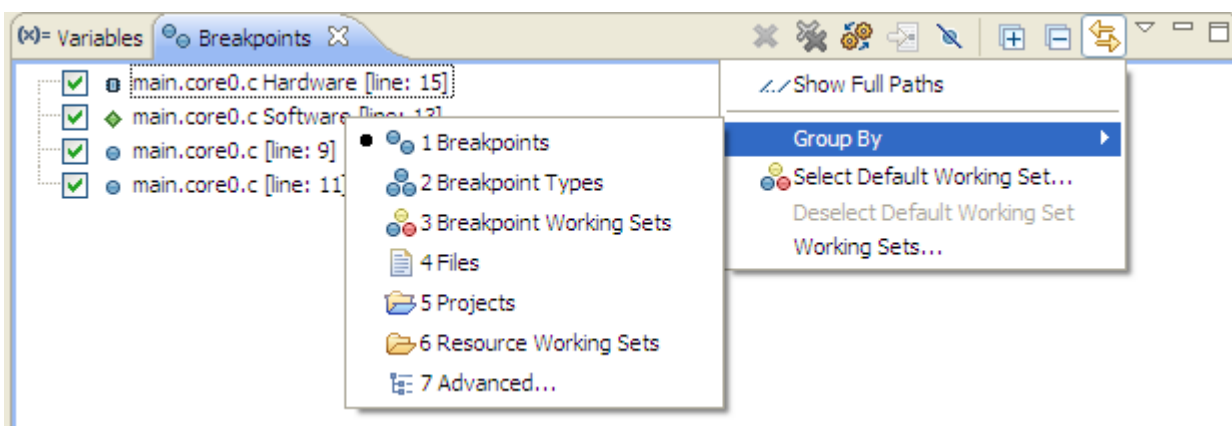 (x)= Variables
Breakpoints
main.core0.c Hardware [line: 15]
main.core0.c Software [line: 13]
main.core0.c [line: 9]
main.core0.c [line: 11]
Show Full Paths
Group By
Select Default Working Set...
Deselect Default Working Set
Working Sets...
1 Breakpoints
2 Breakpoint Types
3 Breakpoint Working Sets
4 Files
5 Projects
6 Resource Working Sets
7 Advanced...